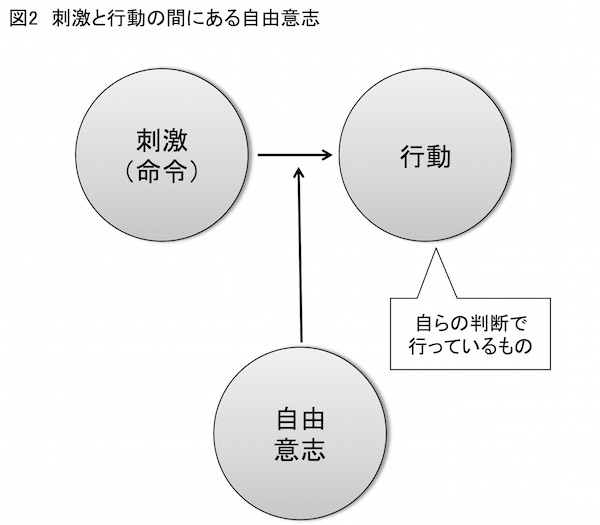 図2 刺激と行動の間にある自由意志
刺激
（命令）
行動
自らの判断で
行っているもの
自由
意志